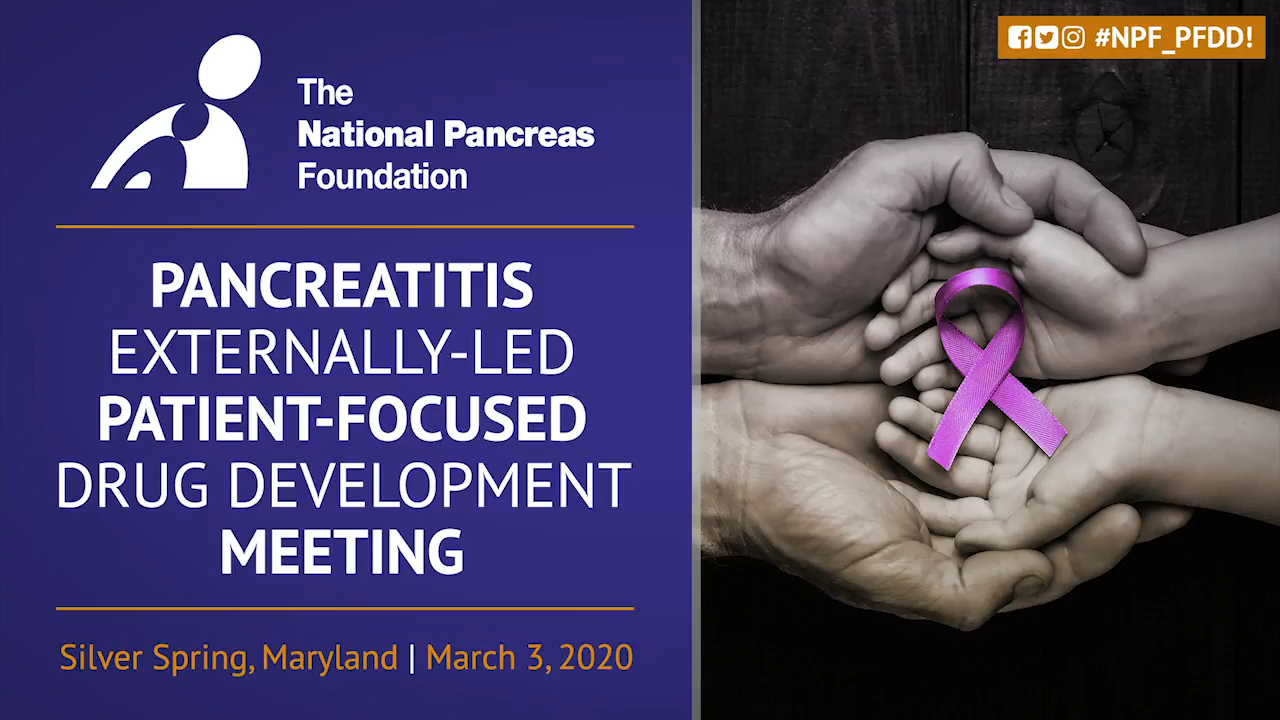 The
National Pancreas
Foundation
PANCREATITIS
EXTERNALLY-LED
PATIENT-FOCUSED
DRUG DEVELOPMENT
MEETING
Silver Spring, Maryland | March 3, 2020
#NPF_PFDD!